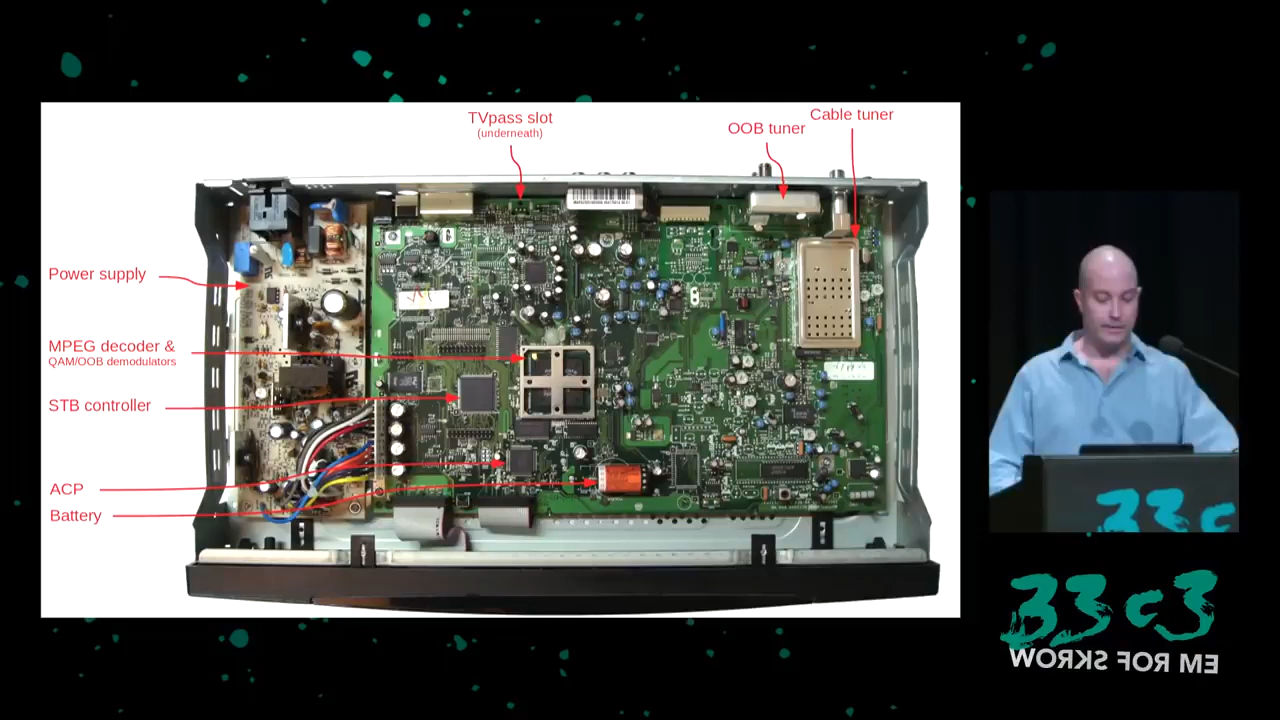 TVpass slot
(underneath)
OOB tuner
Cable tuner
Power supply
MPEG decoder &
QAM/OOB demodulators
STB controller
ACP
Battery
33c3
33c3
WORKS FOR ME